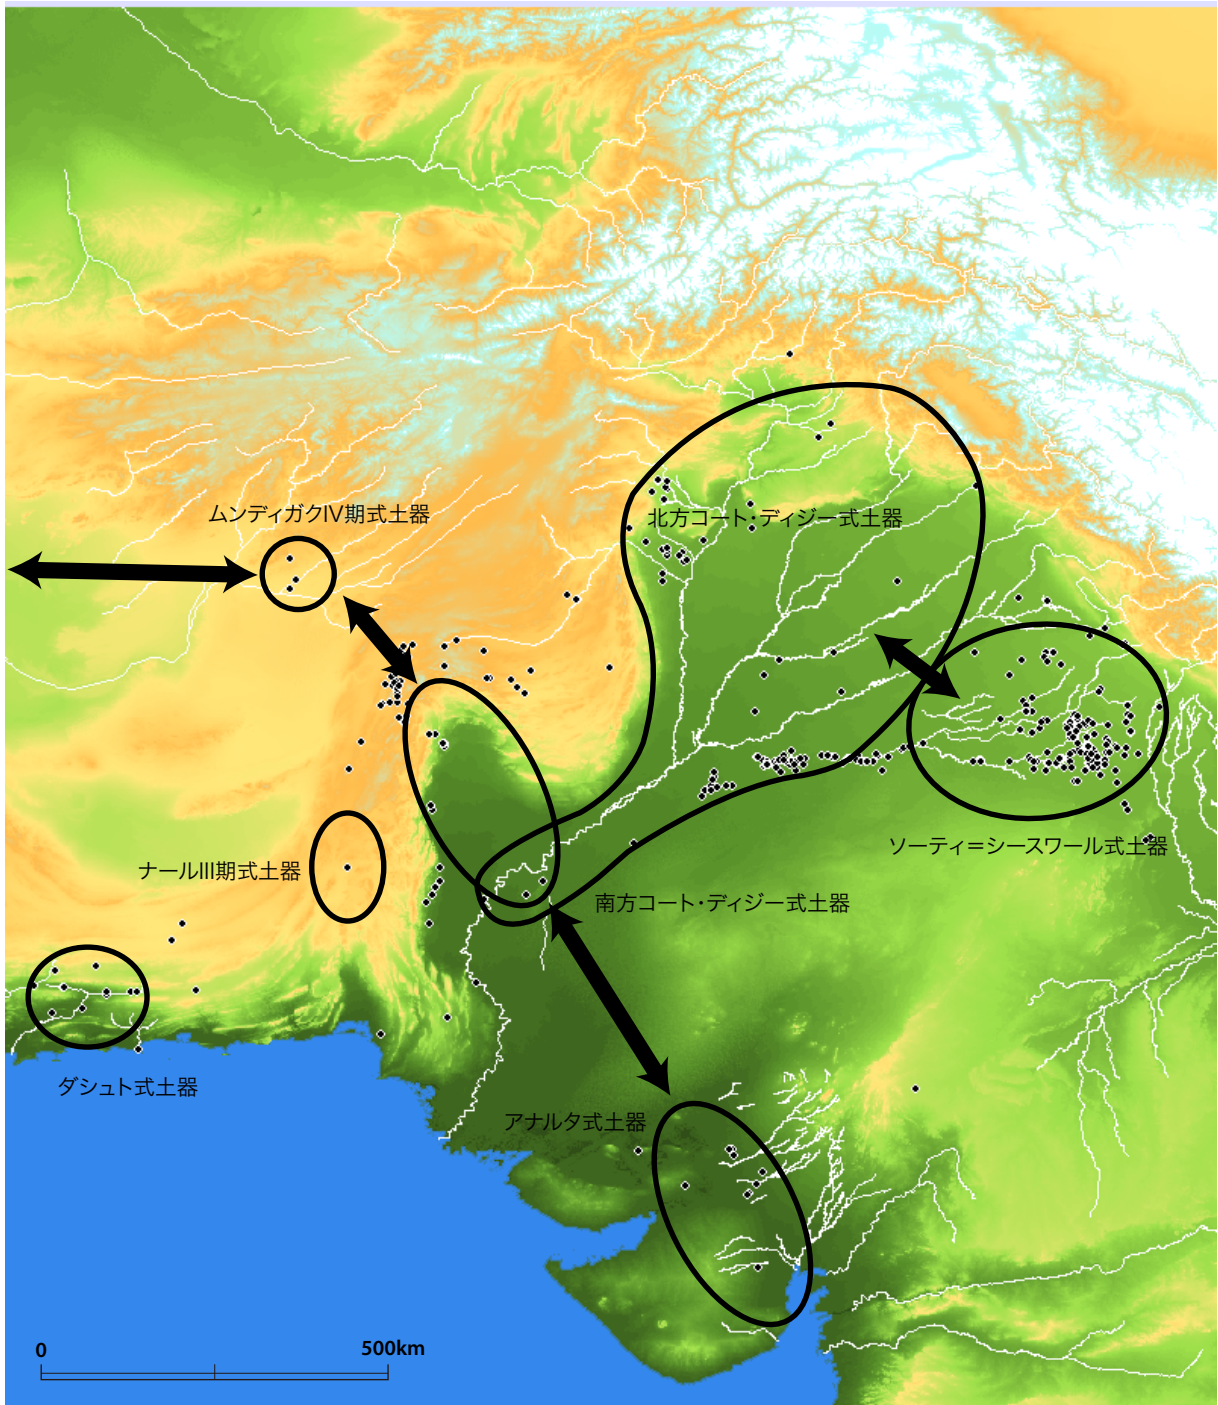 ムンディガクIV期式土器
北方コート・ディジー式土器
ソーティ＝シースワール式土器
ナールIII期式土器
南方コート・ディジー式土器
ダシュト式土器
アナルタ式土器
0 500km